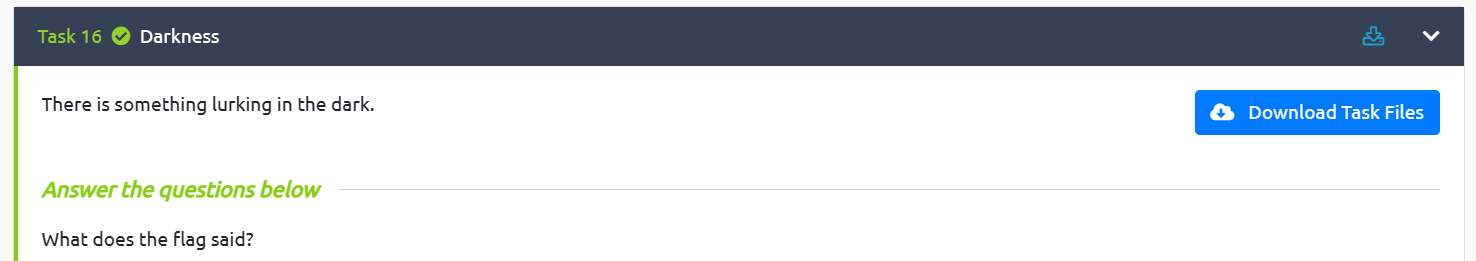 Task 16 Darkness
There is something lurking in the dark.
Download Task Files
Answer the questions below
What does the flag said?